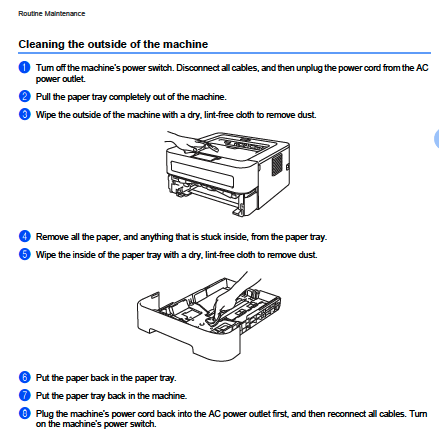 Routine Maintenance
Cleaning the outside of the machine
1 Turn off the machine's power switch. Disconnect all cables, and then unplug the power cord from the AC
power outlet.
2 Pull the paper tray completely out of the machine.
3 Wipe the outside of the machine with a dry, lint-free cloth to remove dust.
4 Remove all the paper, and anything that is stuck inside, from the paper tray.
5 Wipe the inside of the paper tray with a dry, lint-free cloth to remove dust.
6 Put the paper back in the paper tray.
7 Put the paper tray back in the machine.
8 Plug the machine's power cord back into the AC power outlet first, and then reconnect all cables. Turn
on the machine's power switch.